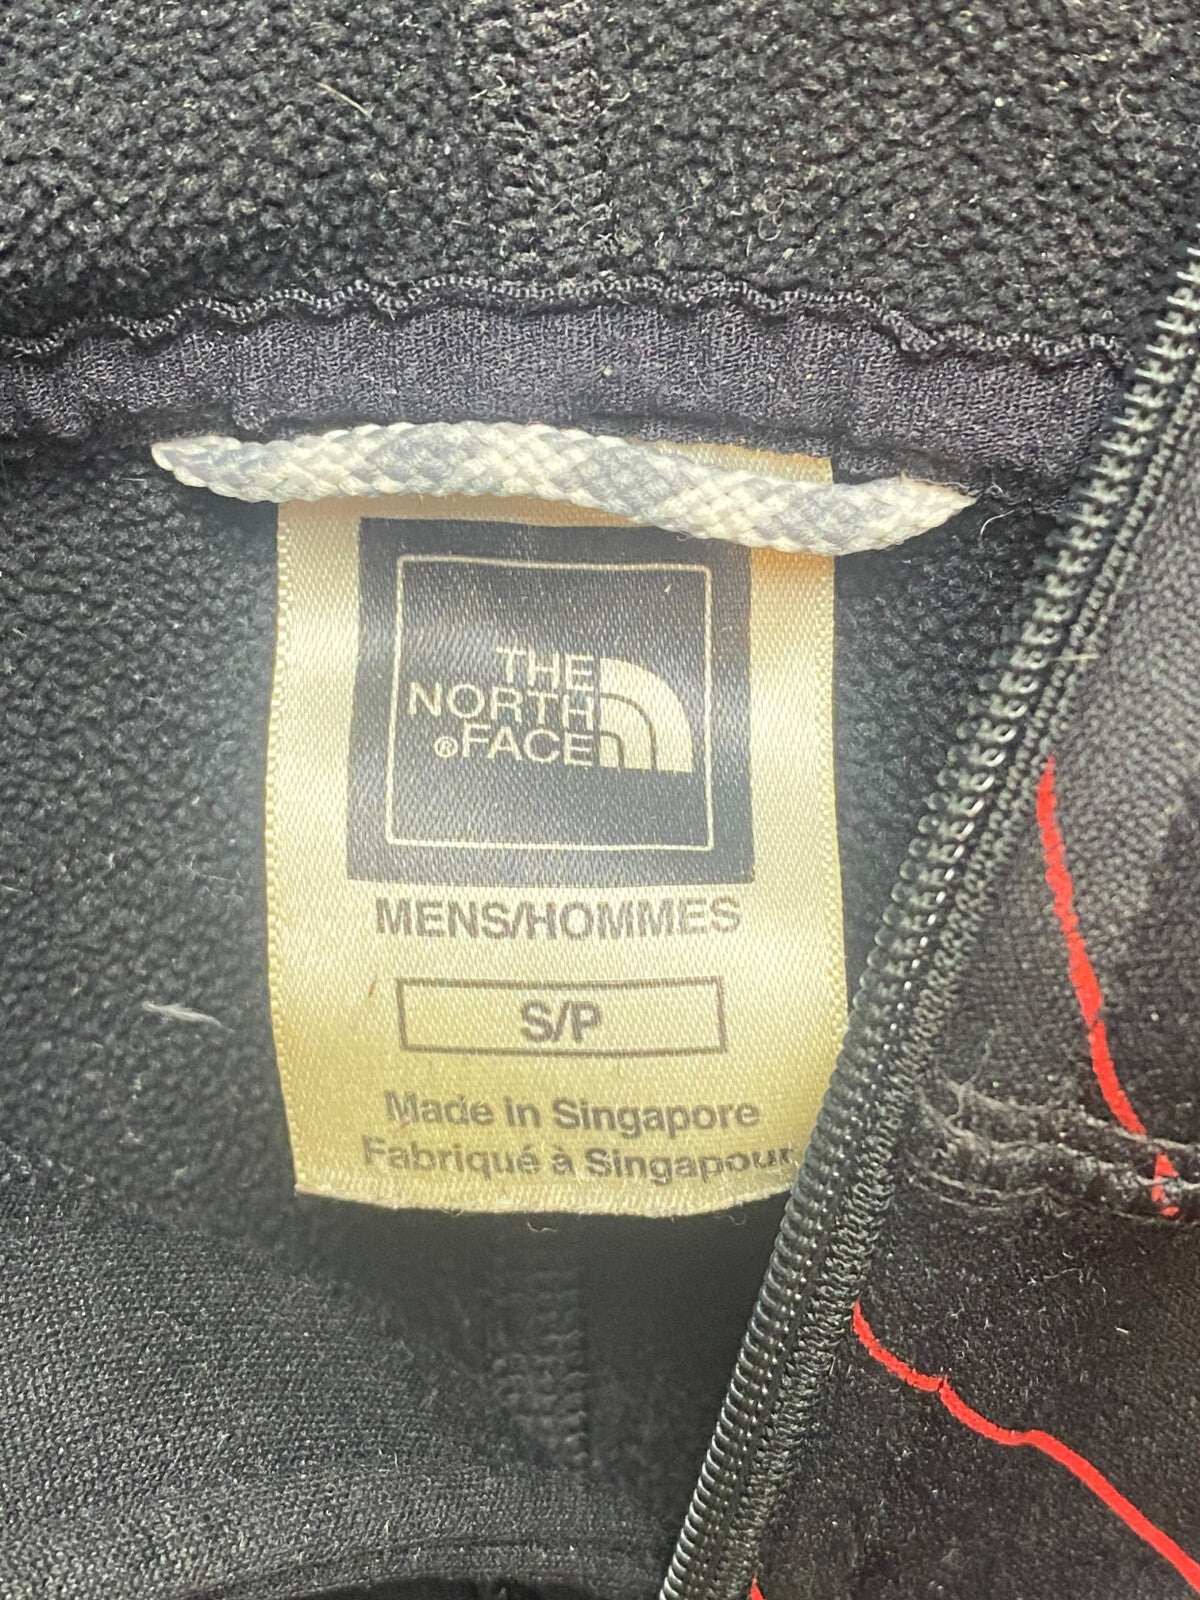 THE
NORTH
®FACE
MENS/HOMMES
S/P
Made In Singapore
Fabriqué à Singapour